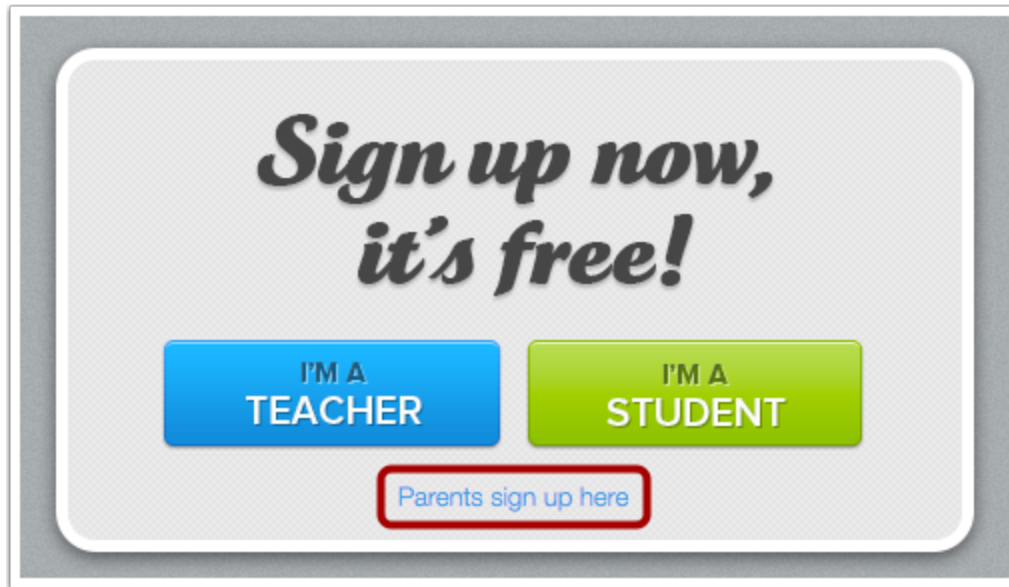 Sign up now,
it's free!
I'M A
TEACHER
I'M A
STUDENT
Parents sign up here